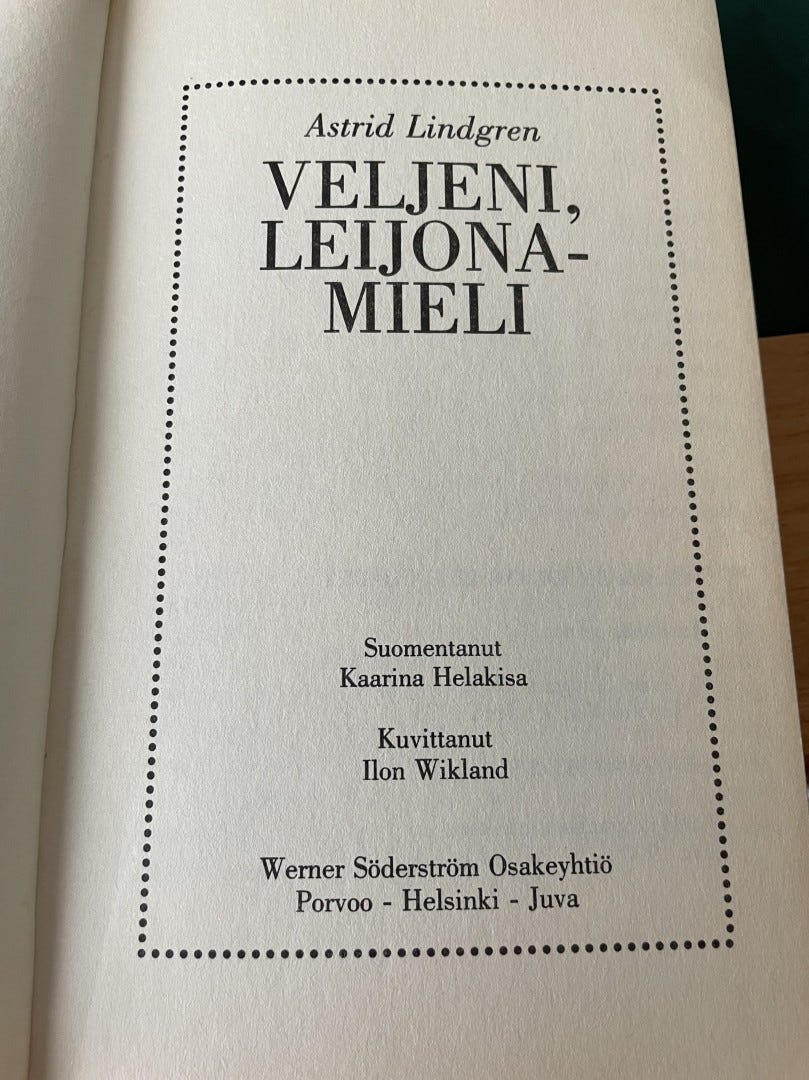 Astrid Lindgren
VELJENI,
LEIJONA-
MIELI
Suomentanut
Kaarina Helakisa
Kuvittanut
Ilon Wikland
Werner Söderström Osakeyhtiö
Porvoo - Helsinki - Juva